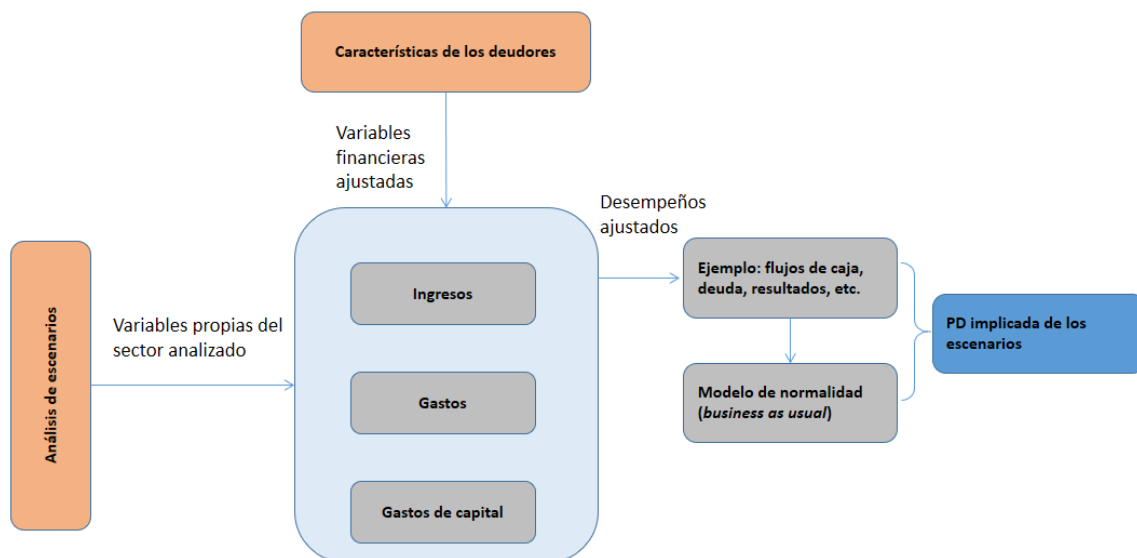 Características de los deudores
Variables
financieras
ajustadas
Desempeños
ajustados
Análisis de escenarios
Variables propias del
sector analizado
Ingresos
Gastos
Gastos de capital
Ejemplo: flujos de caja,
deuda, resultados, etc.
Modelo de normalidad
(business as usual)
PD implicada de los
escenarios